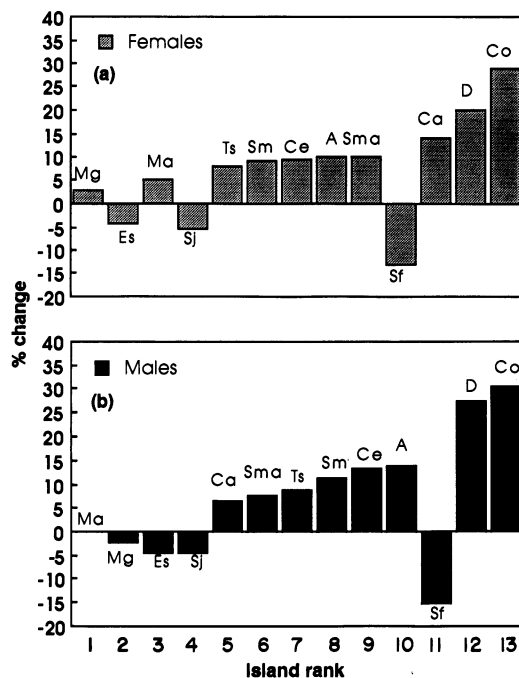 % change
40
Females
35
(a)
30
25
20
15
10
5
0
-5
-10
-15
-20
Mg
Es
Ma
Sj
Ts
Sm
Ce
A
Sma
Sf
Ca
D
Co
40
Males
35
(b)
30
25
20
15
10
5
0
-5
-10
-15
-20
Ma
Mg
Es
Sj
Ca
Sma
Ts
Sm
Ce
A
Sf
D
Co
1 2 3 4 5 6 7 8 9 10 11 12 13
Island rank